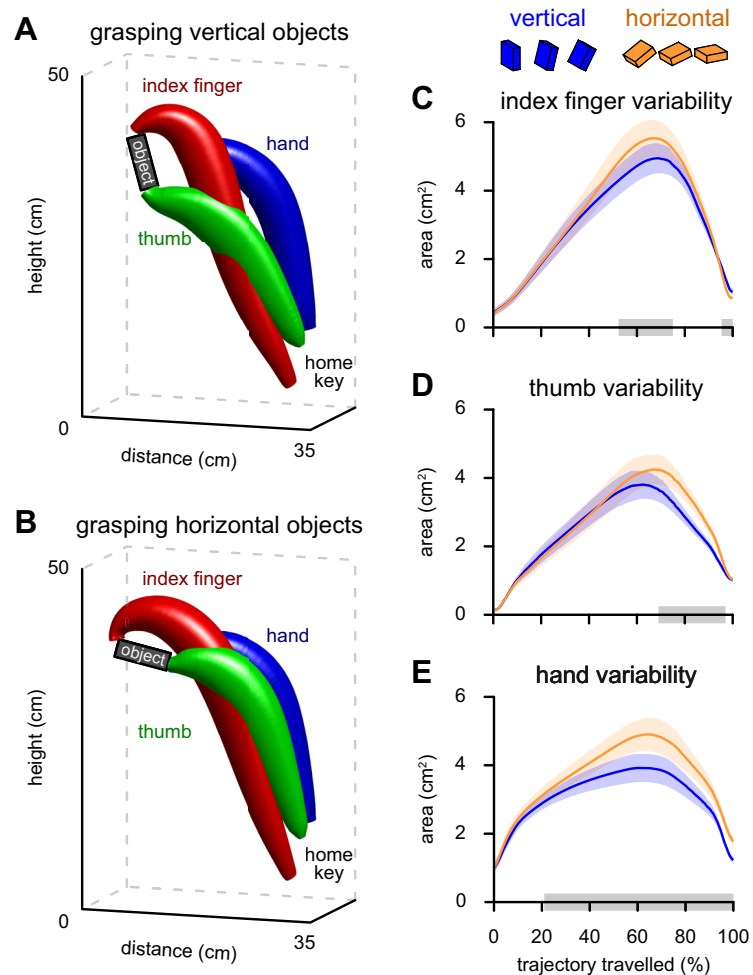 A
grasping vertical objects
50
index finger
hand
object
thumb
height (cm)
home
key
0
distance (cm)
35
B
grasping horizontal objects
50
index finger
hand
object
thumb
height (cm)
home
key
0
distance (cm)
35
vertical
horizontal
C
index finger variability
6
4
2
0
area (cm²)
D
thumb variability
6
4
2
0
area (cm²)
E
hand variability
6
4
2
0
area (cm²)
0 20 40 60 80 100
trajectory travelled (%)